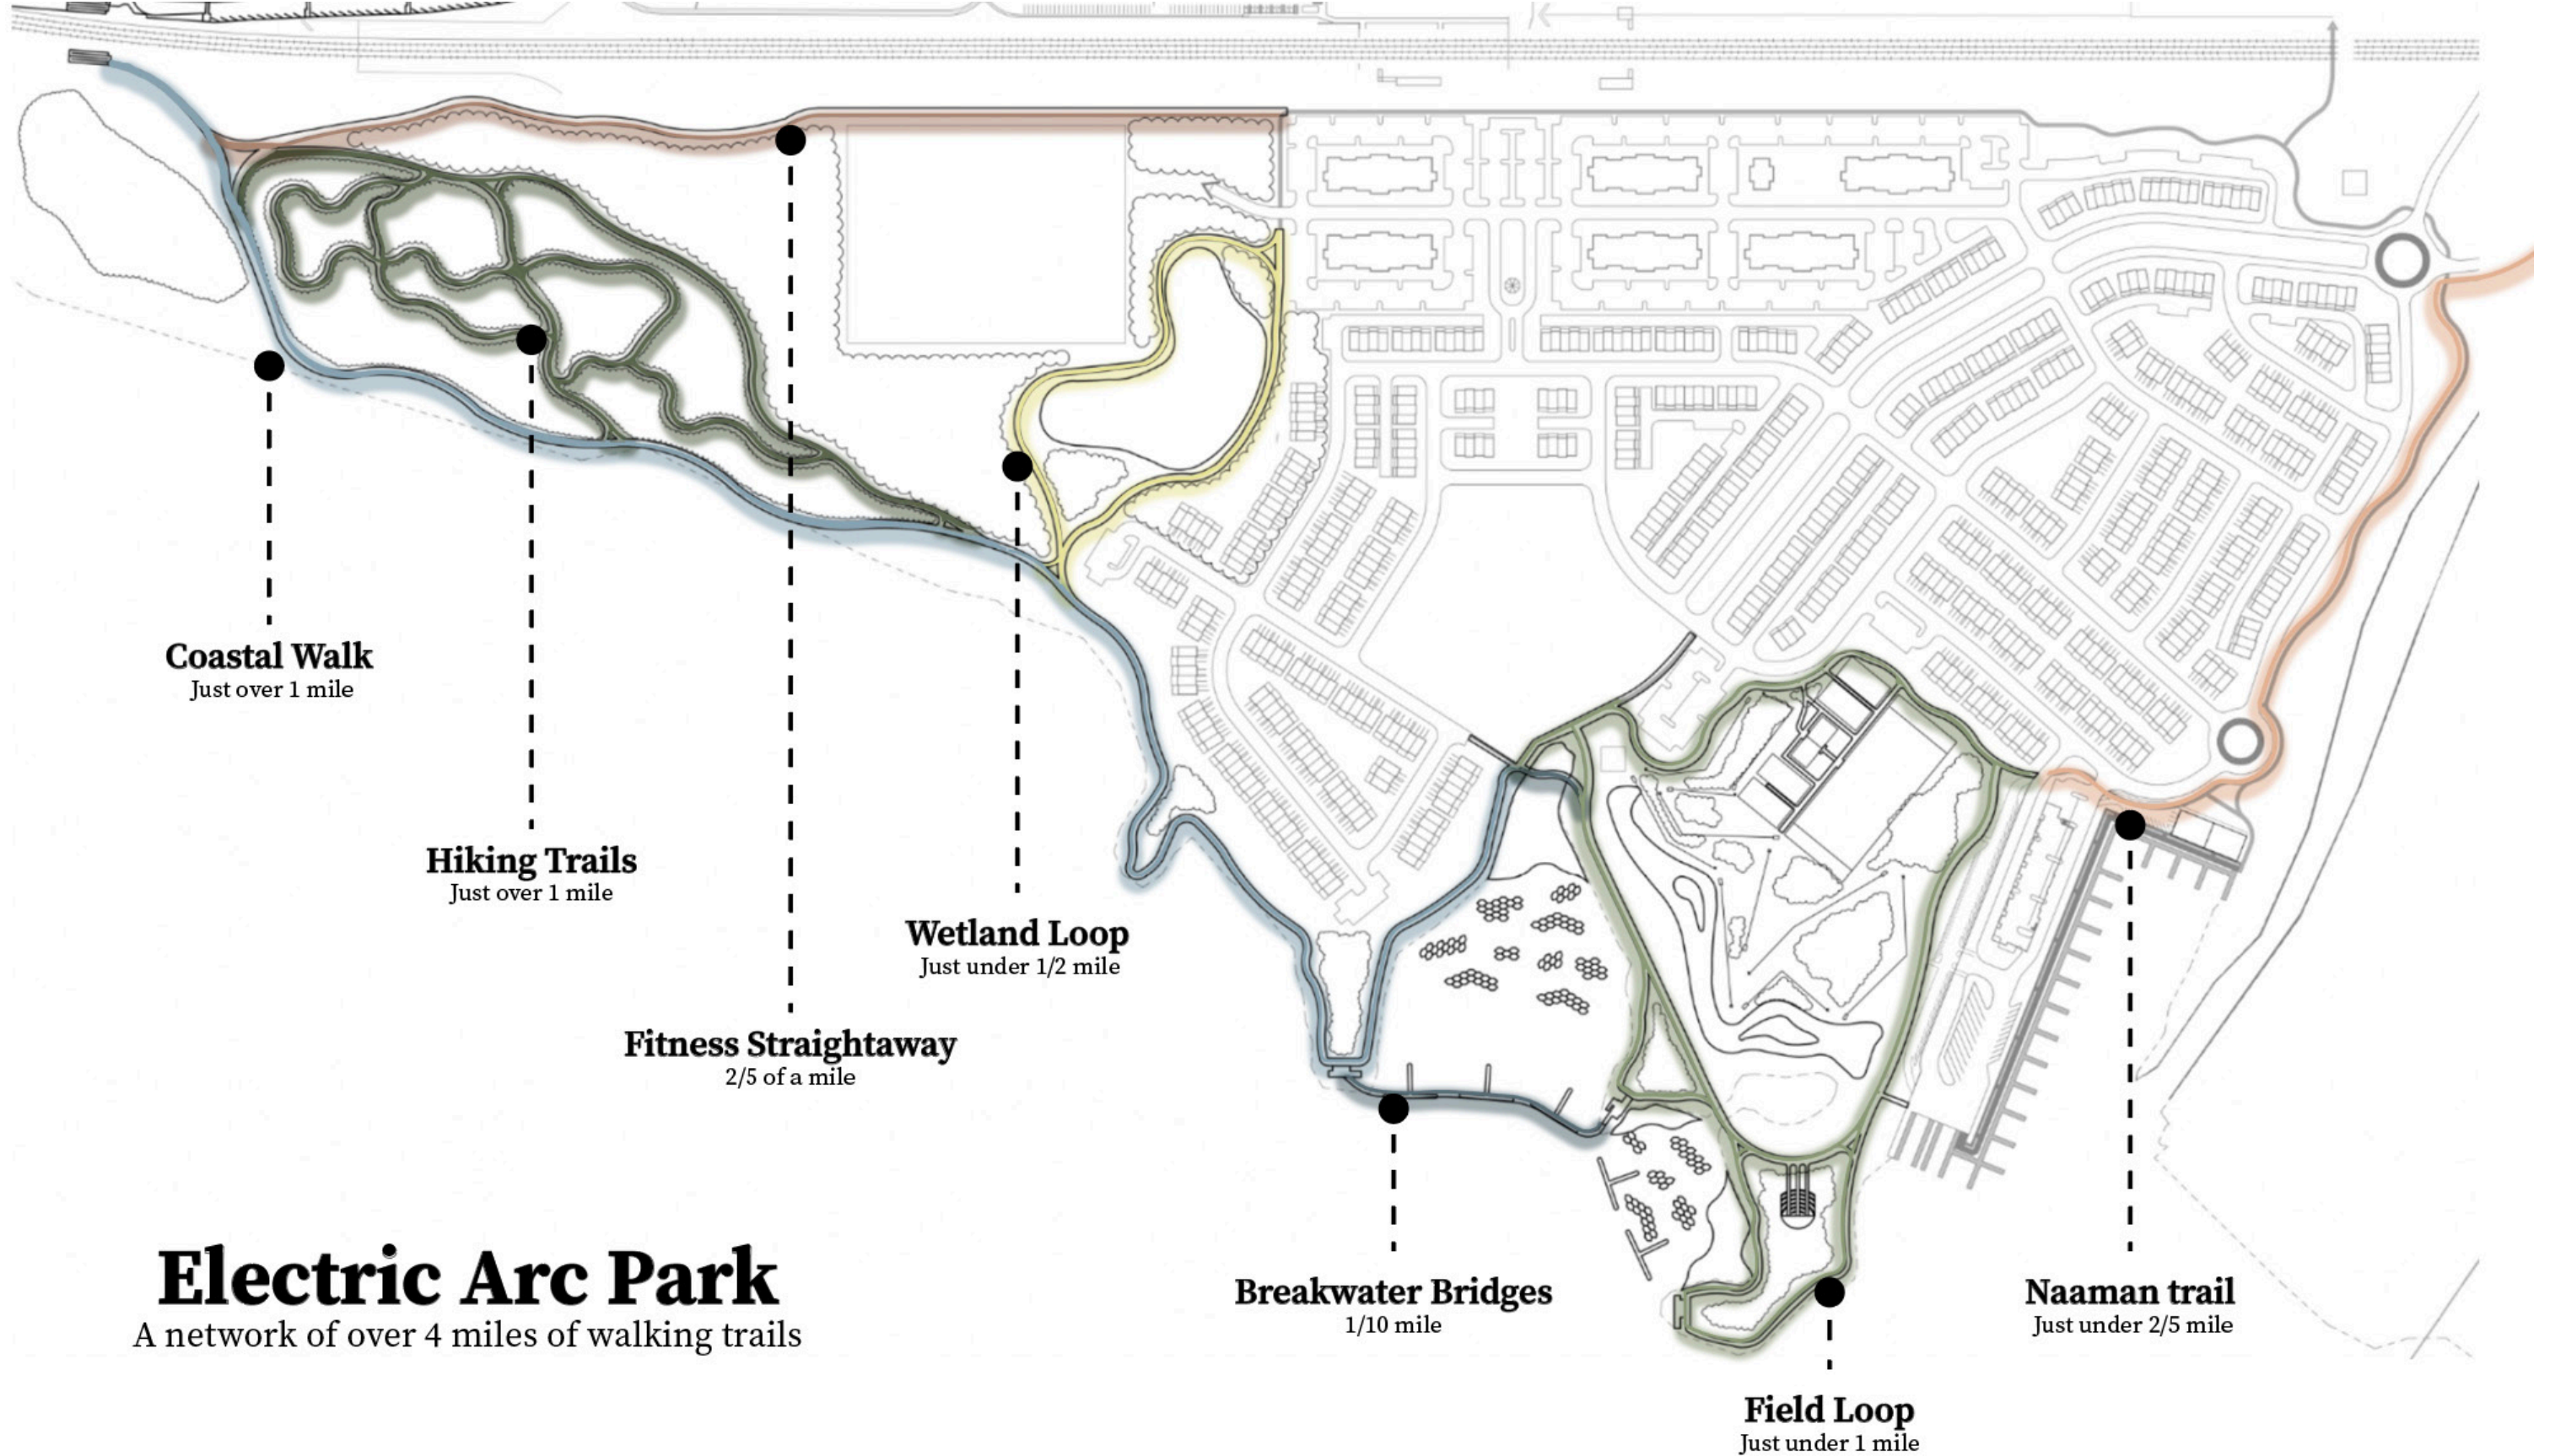 Coastal Walk
Just over 1 mile
Hiking Trails
Just over 1 mile
Fitness Straightaway
2/5 of a mile
Wetland Loop
Just under 1/2 mile
Breakwater Bridges
1/10 mile
Field Loop
Just under 1 mile
Naaman trail
Just under 2/5 mile
Electric Arc Park
A network of over 4 miles of walking trails